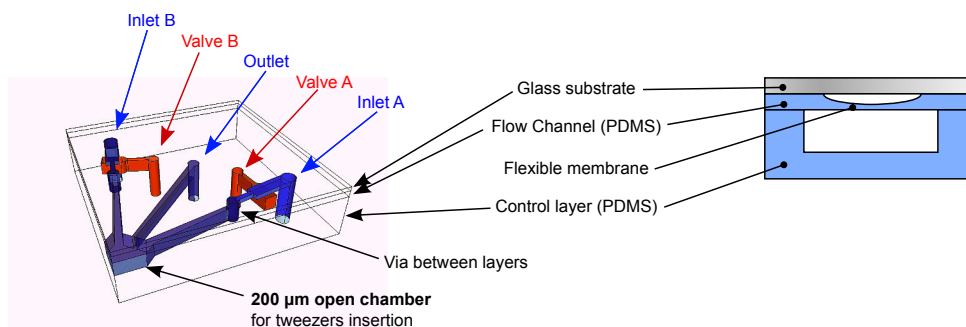 Inlet B
Valve B
Outlet
Valve A
Inlet A
Glass substrate
Flow Channel (PDMS)
Flexible membrane
Control layer (PDMS)
Via between layers
200 µm open chamber
for tweezers insertion